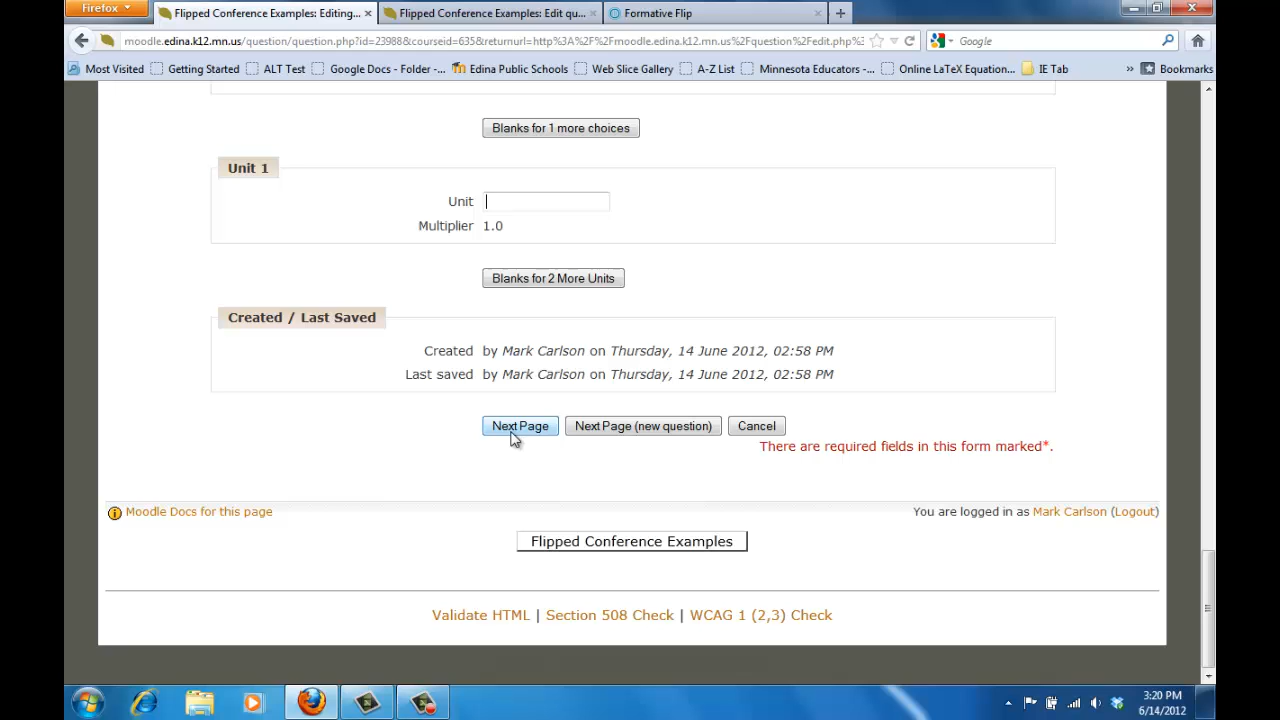 Firefox
Flipped Conference Examples: Editing...
Flipped Conference Examples: Edit qu...
Formative Flip
moodle.edina.k12.mn.us/question/question.php?id=23988&courseid=635&returnurl=http%3A%2F%2Fmoodle.edina.k12.mn.us%2Fquestion%2Fedit.php%3
Google
Most Visited
Getting Started
ALT Test
Google Docs - Folder -...
Edina Public Schools
Web Slice Gallery
A-Z List
Minnesota Educators -...
Online LaTeX Equation...
IE Tab
»
Bookmarks
Blanks for 1 more choices
Unit 1
Unit
Multiplier 1.0
Blanks for 2 More Units
Created / Last Saved
Created by Mark Carlson on Thursday, 14 June 2012, 02:58 PM
Last saved by Mark Carlson on Thursday, 14 June 2012, 02:58 PM
Next Page
Next Page (new question)
Cancel
There are required fields in this form marked*.
Moodle Docs for this page
You are logged in as Mark Carlson (Logout)
Flipped Conference Examples
Validate HTML | Section 508 Check | WCAG 1 (2,3) Check
3:20 PM
6/14/2012